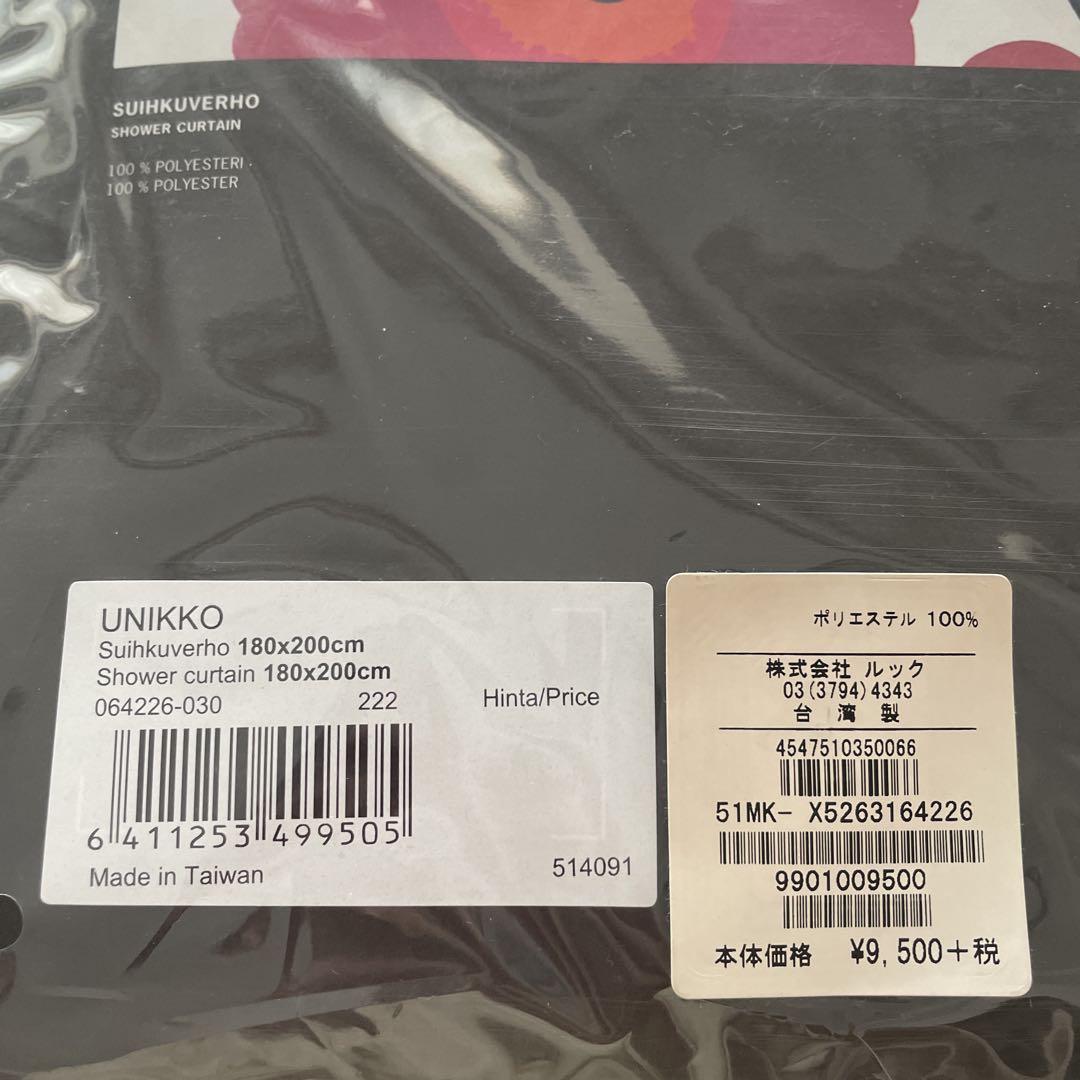 SUIHKUVERHO
SHOWER CURTAIN
100 % POLYESTERI
100 % POLYESTER
UNIKKO
Suihkuverho 180x200cm
Shower curtain 180x200cm
064226-030 222 Hinta/Price
6 411253 499505
Made in Taiwan 514091
ポリエステル 100%
株式会社 ルック
03(3794)4343
台 湾 製
4547510350066
51MK- X5263164226
9901009500
本体価格 ¥9,500+税